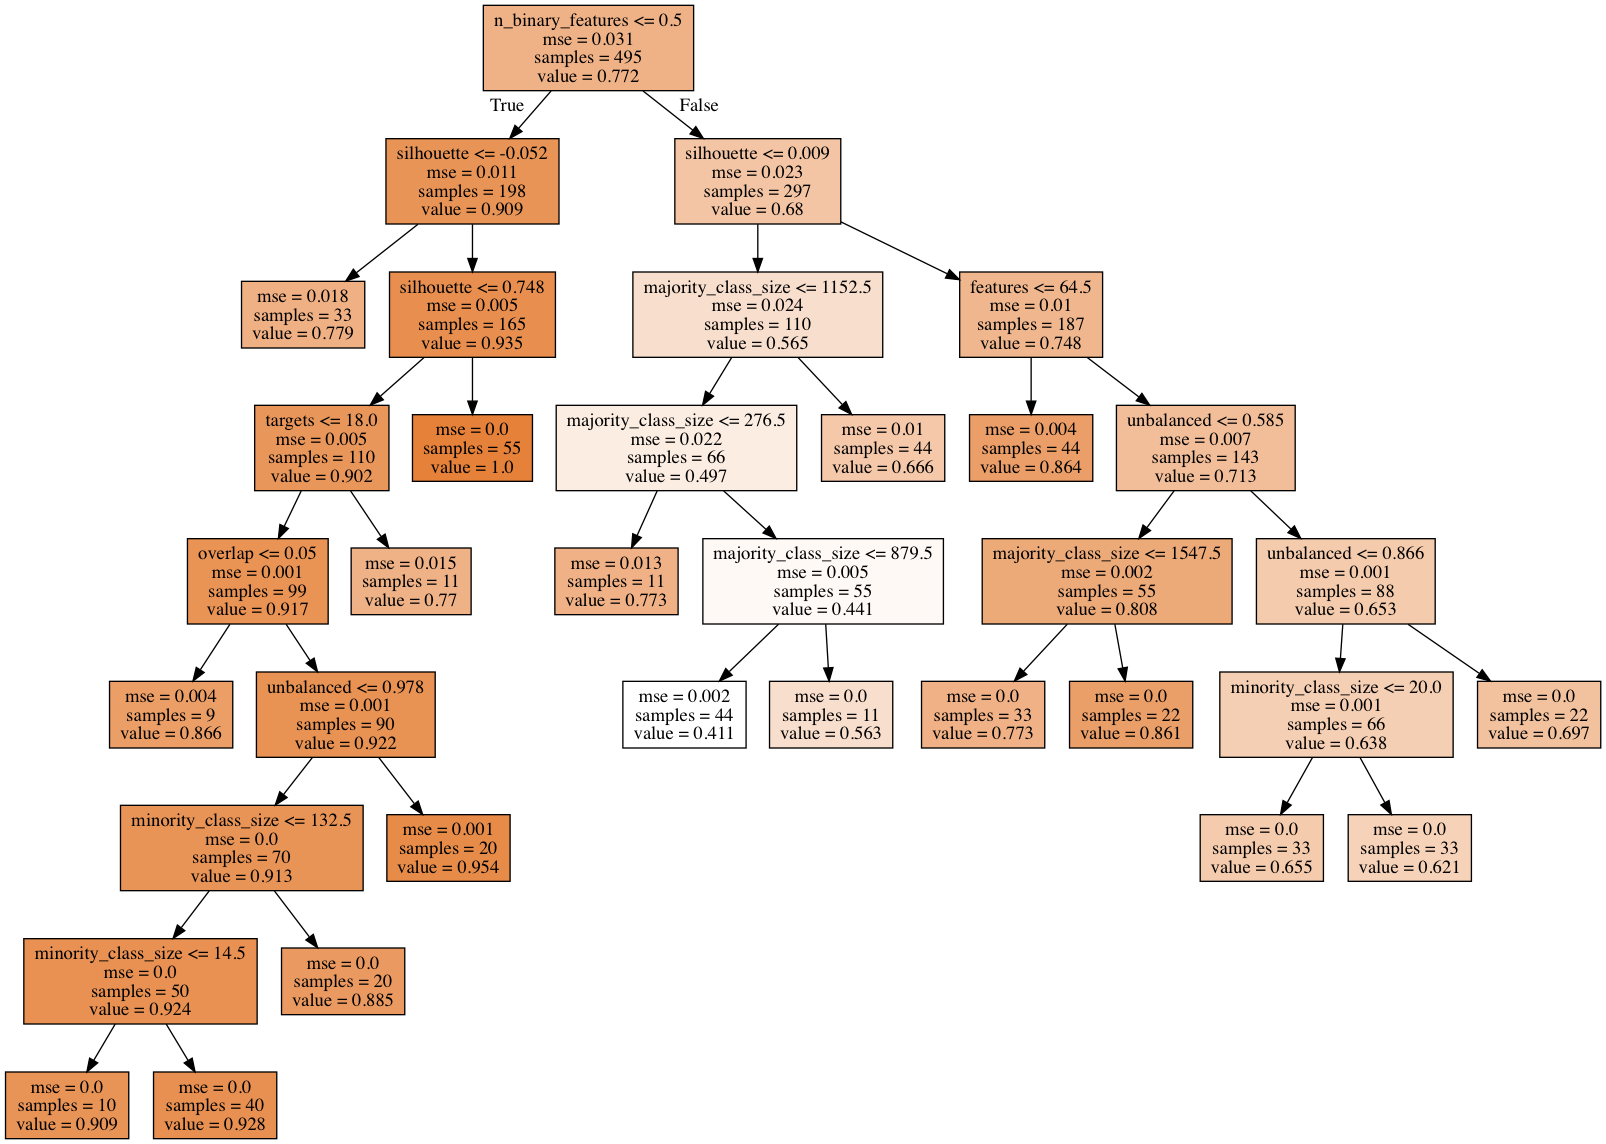 n_binary_features <= 0.5
mse = 0.031
samples = 495
value = 0.772
True
False
silhouette <= -0.052
mse = 0.011
samples = 198
value = 0.909
silhouette <= 0.009
mse = 0.023
samples = 297
value = 0.68
mse = 0.018
samples = 33
value = 0.779
silhouette <= 0.748
mse = 0.005
samples = 165
value = 0.935
majority_class_size <= 1152.5
mse = 0.024
samples = 110
value = 0.565
features <= 64.5
mse = 0.01
samples = 187
value = 0.748
targets <= 18.0
mse = 0.005
samples = 110
value = 0.902
mse = 0.0
samples = 55
value = 1.0
majority_class_size <= 276.5
mse = 0.022
samples = 66
value = 0.497
mse = 0.01
samples = 44
value = 0.666
mse = 0.004
samples = 44
value = 0.864
unbalanced <= 0.585
mse = 0.007
samples = 143
value = 0.713
overlap <= 0.05
mse = 0.001
samples = 99
value = 0.917
mse = 0.015
samples = 11
value = 0.77
mse = 0.013
samples = 11
value = 0.773
majority_class_size <= 879.5
mse = 0.005
samples = 55
value = 0.441
majority_class_size <= 1547.5
mse = 0.002
samples = 55
value = 0.808
unbalanced <= 0.866
mse = 0.001
samples = 88
value = 0.653
mse = 0.004
samples = 9
value = 0.866
unbalanced <= 0.978
mse = 0.001
samples = 90
value = 0.922
mse = 0.002
samples = 44
value = 0.411
mse = 0.0
samples = 11
value = 0.563
mse = 0.0
samples = 33
value = 0.773
mse = 0.0
samples = 22
value = 0.861
minority_class_size <= 20.0
mse = 0.001
samples = 66
value = 0.638
mse = 0.0
samples = 22
value = 0.697
minority_class_size <= 132.5
mse = 0.0
samples = 70
value = 0.913
mse = 0.001
samples = 20
value = 0.954
mse = 0.0
samples = 33
value = 0.655
mse = 0.0
samples = 33
value = 0.621
minority_class_size <= 14.5
mse = 0.0
samples = 50
value = 0.924
mse = 0.0
samples = 20
value = 0.885
mse = 0.0
samples = 10
value = 0.909
mse = 0.0
samples = 40
value = 0.928